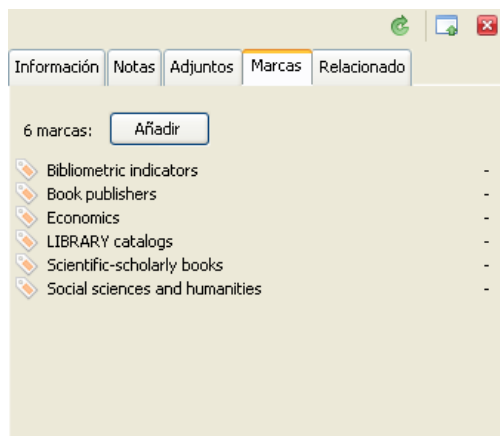 Información Notas Adjuntos Marcas Relacionado
6 marcas: Añadir
Bibliometric indicators -
Book publishers -
Economics -
LIBRARY catalogs -
Scientific-scholarly books -
Social sciences and humanities -